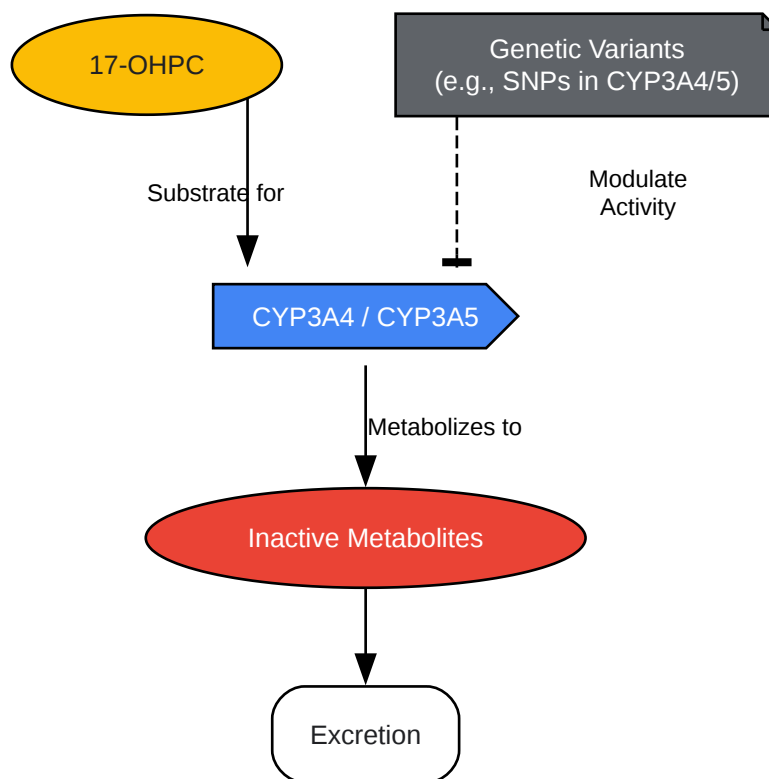 17-OHPC
Genetic Variants
(e.g., SNPs in CYP3A4/5)
Substrate for
Modulate
Activity
CYP3A4 / CYP3A5
Metabolizes to
Inactive Metabolites
Excretion